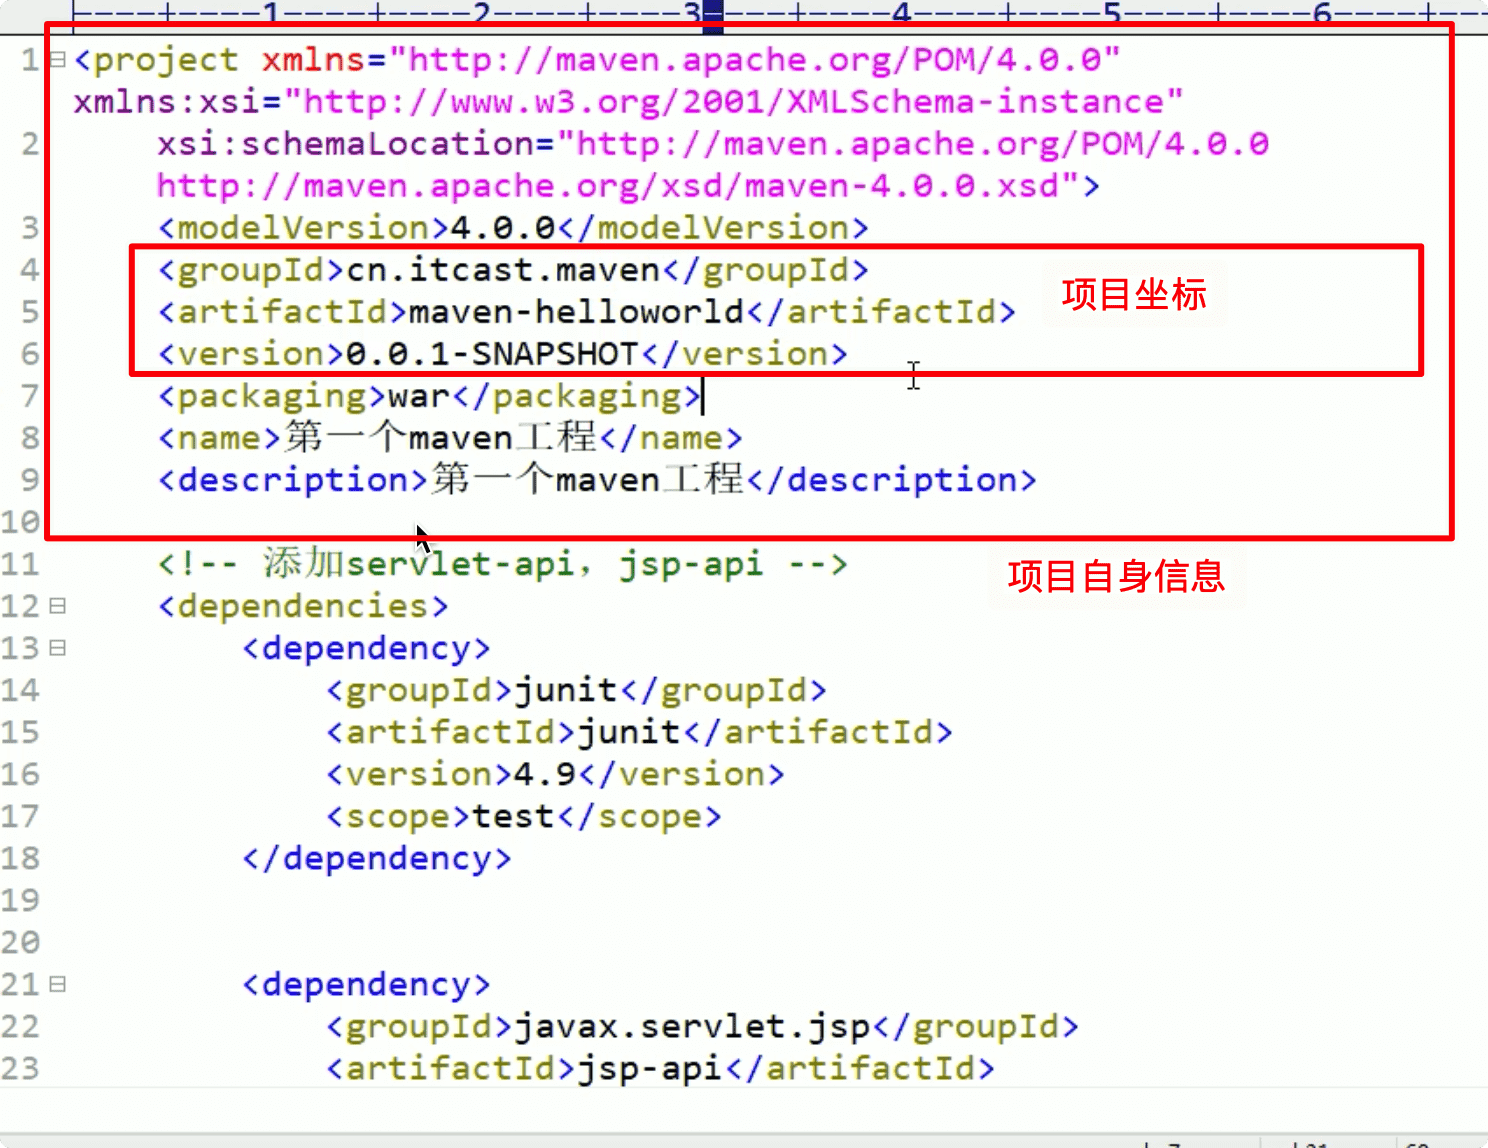 1 2 3 4 5 6
1 <project xmlns="http://maven.apache.org/POM/4.0.0"
xmlns:xsi="http://www.w3.org/2001/XMLSchema-instance"
2 xsi:schemaLocation="http://maven.apache.org/POM/4.0.0
http://maven.apache.org/xsd/maven-4.0.0.xsd">
3 <modelVersion>4.0.0</modelVersion>
4 <groupId>cn.itcast.maven</groupId>
项目坐标
5 <artifactId>maven-helloworld</artifactId>
6 <version>0.0.1-SNAPSHOT</version>
7 <packaging>war</packaging>
8 <name>第一个maven工程</name>
9 <description>第一个maven工程</description>
10
11 <!-- 添加servlet-api，jsp-api -->
项目自身信息
12 <dependencies>
13 <dependency>
14 <groupId>junit</groupId>
15 <artifactId>junit</artifactId>
16 <version>4.9</version>
17 <scope>test</scope>
18 </dependency>
19
20
21 <dependency>
22 <groupId>javax.servlet.jsp</groupId>
23 <artifactId>jsp-api</artifactId>